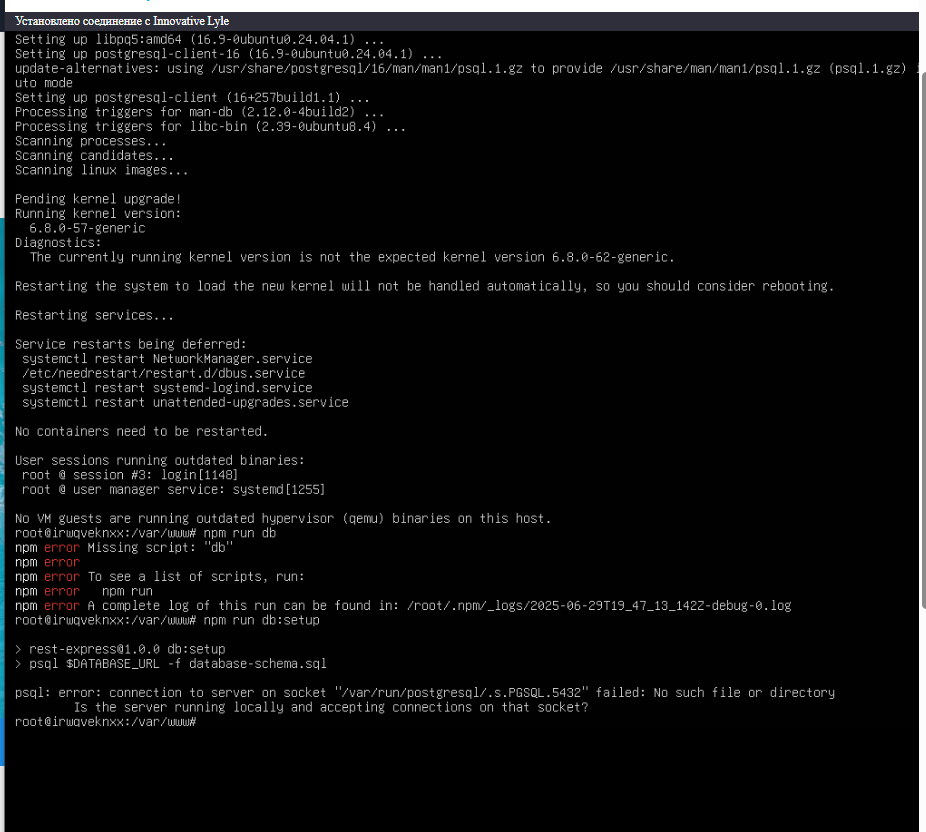 Установлено соединение с Innovative Lyle
Setting up libpq5:amd64 (16.9-0ubuntu0.24.04.1) ...
Setting up postgresql-client-16 (16.9-0ubuntu0.24.04.1) ...
update-alternatives: using /usr/share/postgresql/16/man/man1/psql.1.gz to provide /usr/share/man/man1/psql.1.gz (psql.1.gz) i
uto mode
Setting up postgresql-client (16+257build1.1) ...
Processing triggers for man-db (2.12.0-4build2) ...
Processing triggers for libc-bin (2.39-0ubuntu8.4) ...
Scanning processes...
Scanning candidates...
Scanning linux images...
Pending kernel upgrade!
Running kernel version:
6.8.0-57-generic
Diagnostics:
The currently running kernel version is not the expected kernel version 6.8.0-62-generic.
Restarting the system to load the new kernel will not be handled automatically, so you should consider rebooting.
Restarting services...
Service restarts being deferred:
systemctl restart NetworkManager.service
/etc/needrestart/restart.d/dbus.service
systemctl restart systemd-logind.service
systemctl restart unattended-upgrades.service
No containers need to be restarted.
User sessions running outdated binaries:
root @ session #3: login[1148]
root @ user manager service: systemd[1255]
No VM guests are running outdated hypervisor (qemu) binaries on this host.
root@irwqveknxx:/var/www# npm run db
npm error Missing script: "db"
npm error
npm error To see a list of scripts, run:
npm error   npm run
npm error A complete log of this run can be found in: /root/.npm/_logs/2025-06-29T19_47_13_142Z-debug-0.log
root@irwqveknxx:/var/www# npm run db:setup
> rest-express@1.0.0 db:setup
> psql $DATABASE_URL -f database-schema.sql
psql: error: connection to server on socket "/var/run/postgresql/.s.PGSQL.5432" failed: No such file or directory
Is the server running locally and accepting connections on that socket?
root@irwqveknxx:/var/www#